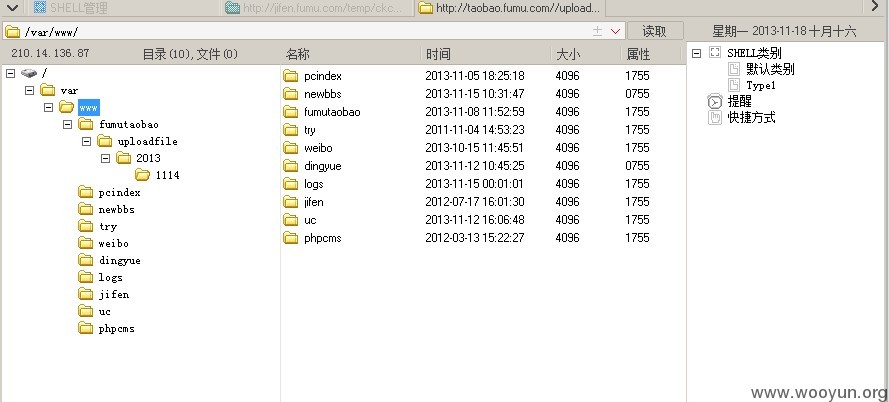 SHELL管理 http://jifen.fumu.com/temp/ckc... http://taobao.fumu.com//upload...
/var/www/ 读取 星期一 2013-11-18 十月十六
210.14.136.87 目录(10),文件(0) 名称 时间 大小 属性
/
var
www
fumutaobao
uploadfile
2013
1114
pcindex
newbbs
try
weibo
dingyue
logs
jifen
uc
phpcms
pcindex 2013-11-05 18:25:18 4096 1755
newbbs 2013-11-15 10:31:47 4096 0755
fumutaobao 2013-11-08 11:52:59 4096 1755
try 2011-11-04 14:53:23 4096 1755
weibo 2013-10-15 11:45:51 4096 1755
dingyue 2013-11-12 10:45:25 4096 0755
logs 2013-11-15 00:01:01 4096 1755
jifen 2012-07-17 16:01:30 4096 1755
uc 2013-11-12 16:06:48 4096 1755
phpcms 2012-03-13 15:22:27 4096 1755
SHELL类别
默认类别
Type1
提醒
快捷方式
www.wooyun.org